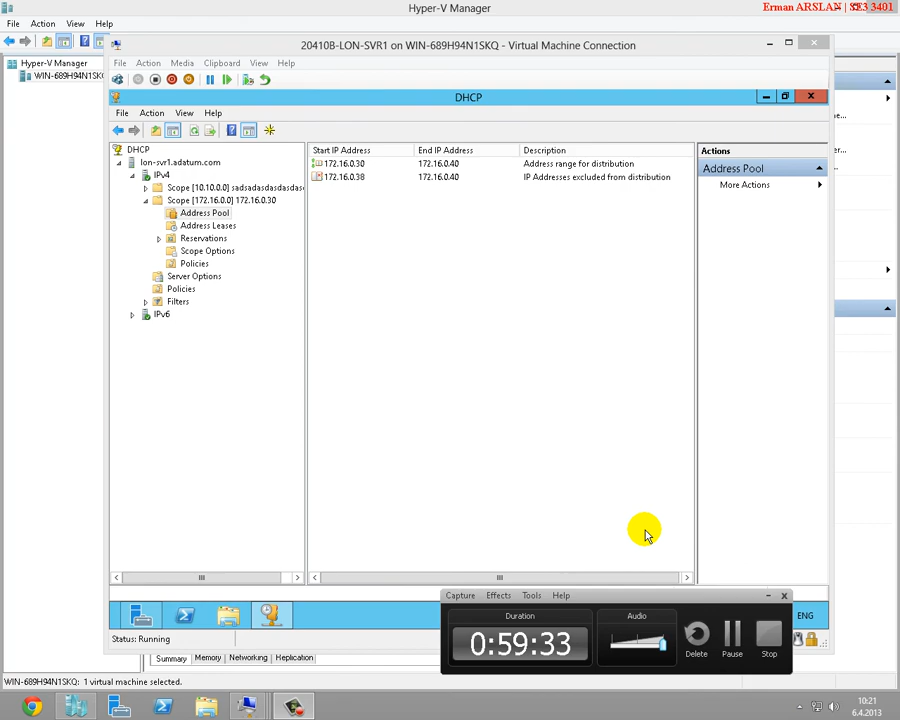 Hyper-V Manager
Erman ARSLAN | SE3 3401
File Action View Help
Hyper-V Manager
WIN-689H94N1SKQ
20410B-LON-SVR1 on WIN-689H94N1SKQ - Virtual Machine Connection
File Action Media Clipboard View Help
DHCP
File Action View Help
DHCP
lon-svr1.adatum.com
IPv4
Scope [10.10.0.0] sadsadasdasdasdasc
Scope [172.16.0.0] 172.16.0.30
Address Pool
Address Leases
Reservations
Scope Options
Policies
Server Options
Policies
Filters
IPv6
Start IP Address End IP Address Description
172.16.0.30 172.16.0.40 Address range for distribution
172.16.0.38 172.16.0.40 IP Addresses excluded from distribution
Actions
Address Pool
More Actions
Capture Effects Tools Help
Duration
0:59:33
Audio
Delete Pause Stop
ENG
Status: Running
Summary Memory Networking Replication
WIN-689H94N1SKQ: 1 virtual machine selected.
10:21
6.4.2013